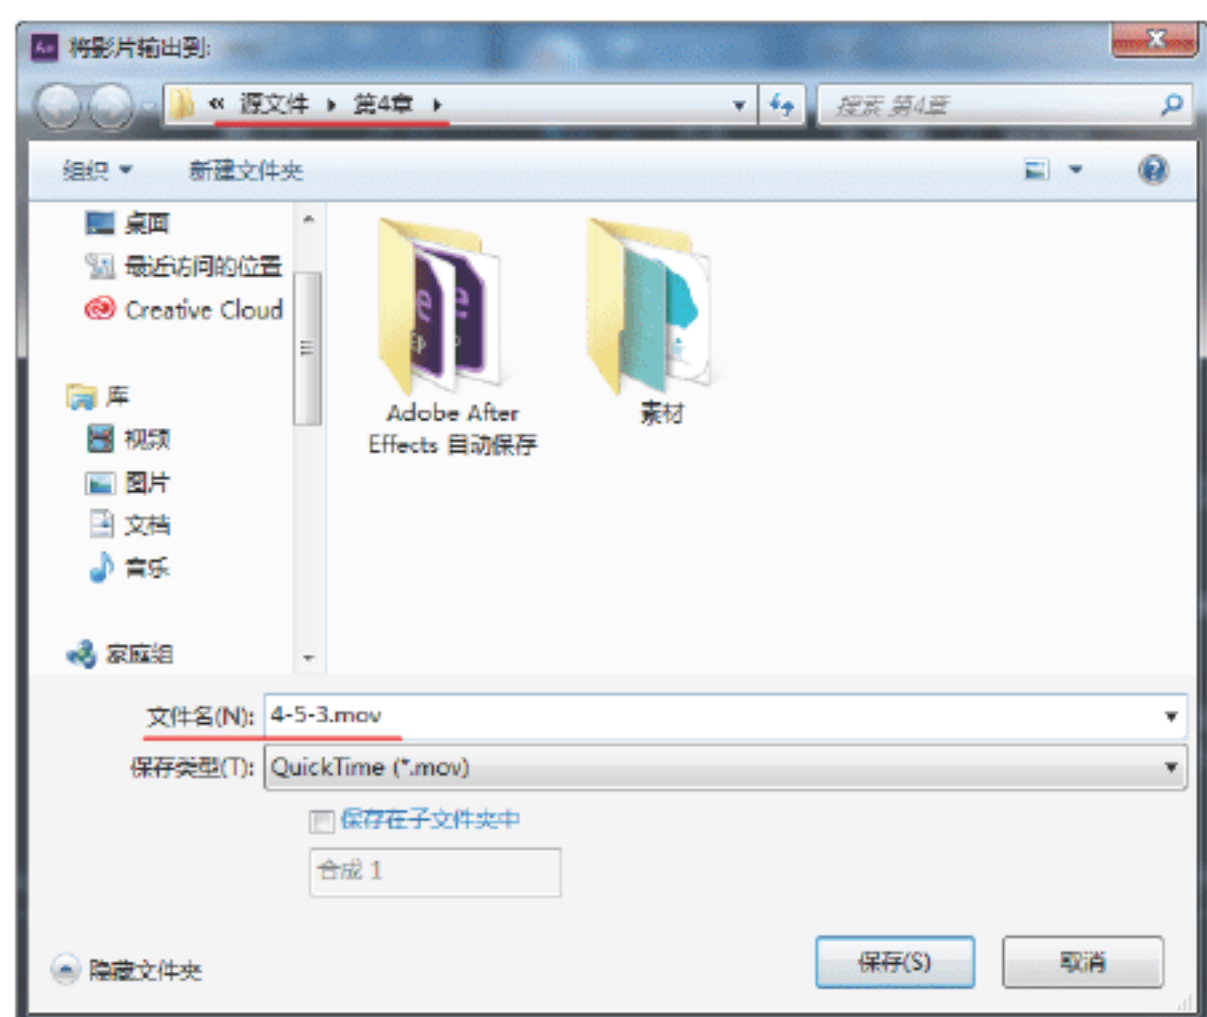 将影片输出到:
« 源文件 ▸ 第4章 ▸
搜索 第4章
组织 ▼ 新建文件夹
桌面
最近访问的位置
Creative Cloud
库
视频
图片
文档
音乐
家庭组
Adobe After
Effects 自动保存
素材
文件名(N): 4-5-3.mov
保存类型(T): QuickTime (*.mov)
保存在子文件夹中
合成 1
隐藏文件夹
保存(S) 取消